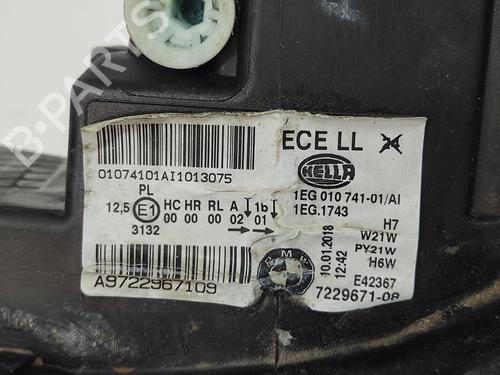 B-PARTS
ECE LL
01074101AI1013075
HELLA
1EG 010 741-01/AI
1EG.1743
PL
12,5 E1 HC HR RL A 1b
00 00 00 02 01
3132
H7
W21W
PY21W
H6W
10.01.2018
12:42
BMW
E42367
A9722967109
7229671-08